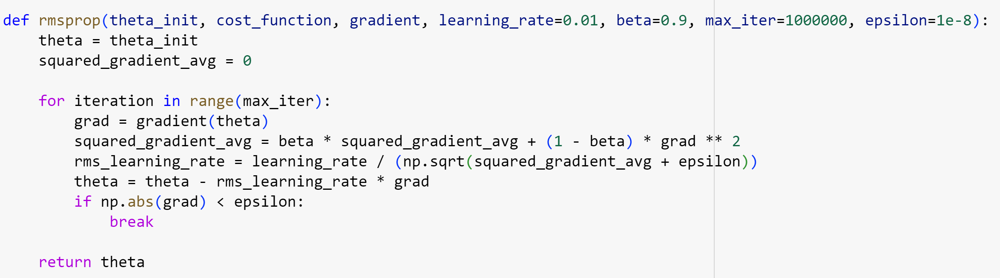 def rmsprop(theta_init, cost_function, gradient, learning_rate=0.01, beta=0.9, max_iter=1000000, epsilon=1e-8):
    theta = theta_init
    squared_gradient_avg = 0

    for iteration in range(max_iter):
        grad = gradient(theta)
        squared_gradient_avg = beta * squared_gradient_avg + (1 - beta) * grad ** 2
        rms_learning_rate = learning_rate / (np.sqrt(squared_gradient_avg + epsilon))
        theta = theta - rms_learning_rate * grad
        if np.abs(grad) < epsilon:
            break

    return theta